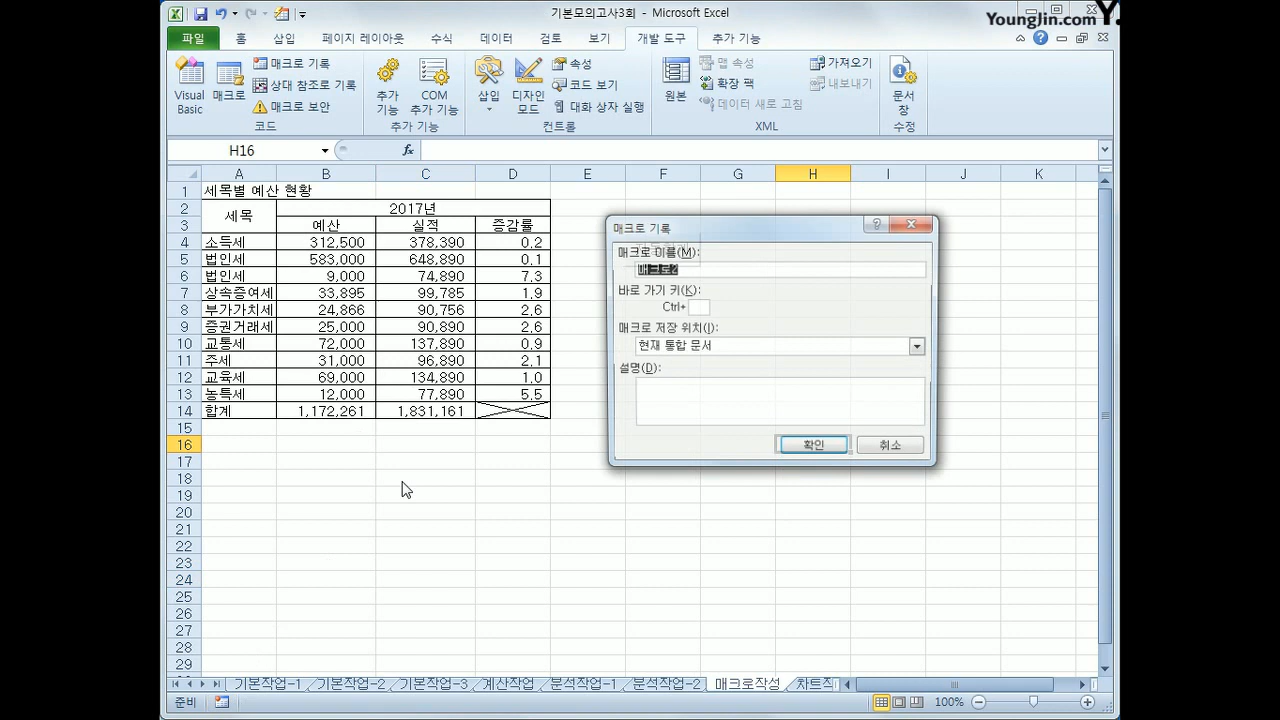 기본모의고사3회 - Microsoft Excel
YoungJin.com Y.
파일 홈 삽입 페이지 레이아웃 수식 데이터 검토 보기 개발 도구 추가 기능
Visual Basic
매크로
매크로 기록
상대 참조로 기록
매크로 보안
코드
추가 기능
COM 추가 기능
추가 기능
삽입
디자인 모드
속성
코드 보기
대화 상자 실행
컨트롤
원본
맵 속성
확장 팩
데이터 새로 고침
가져오기
내보내기
XML
문서 창
수정
H16 fx
A B C D E F G H I J K
1 세목별 예산 현황
2 세목 2017년
3 예산 실적 증감률
4 소득세 312,500 378,390 0.2
5 법인세 583,000 648,890 0.1
6 법인세 9,000 74,890 7.3
7 상속증여세 33,895 99,785 1.9
8 부가가치세 24,866 90,756 2.6
9 증권거래세 25,000 90,890 2.6
10 교통세 72,000 137,890 0.9
11 주세 31,000 96,890 2.1
12 교육세 69,000 134,890 1.0
13 농특세 12,000 77,890 5.5
14 합계 1,172,261 1,831,161
15
16
17
18
19
20
21
22
23
24
25
26
27
28
29
매크로 기록
매크로 이름(M):
매크로2
바로 가기 키(K):
Ctrl+
매크로 저장 위치(I):
현재 통합 문서
설명(D):
확인 취소
기본작업-1 기본작업-2 기본작업-3 계산작업 분석작업-1 분석작업-2 매크로작성 차트작
준비 100%